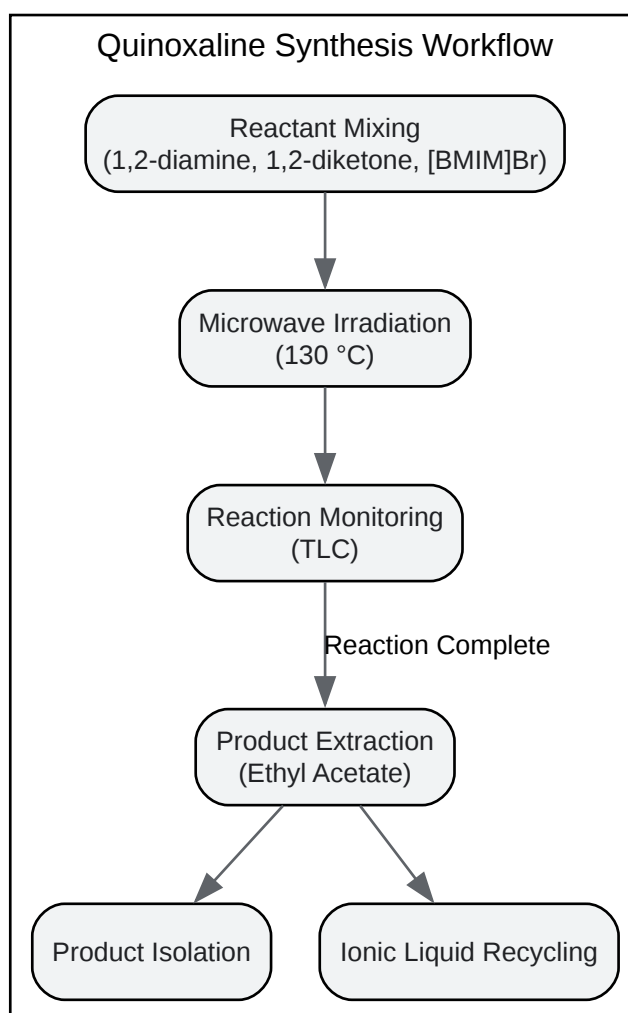 Quinoxaline Synthesis Workflow
Reactant Mixing
(1,2-diamine, 1,2-diketone, [BMIM]Br)
Microwave Irradiation
(130 °C)
Reaction Monitoring
(TLC)
Reaction Complete
Product Extraction
(Ethyl Acetate)
Product Isolation
Ionic Liquid Recycling